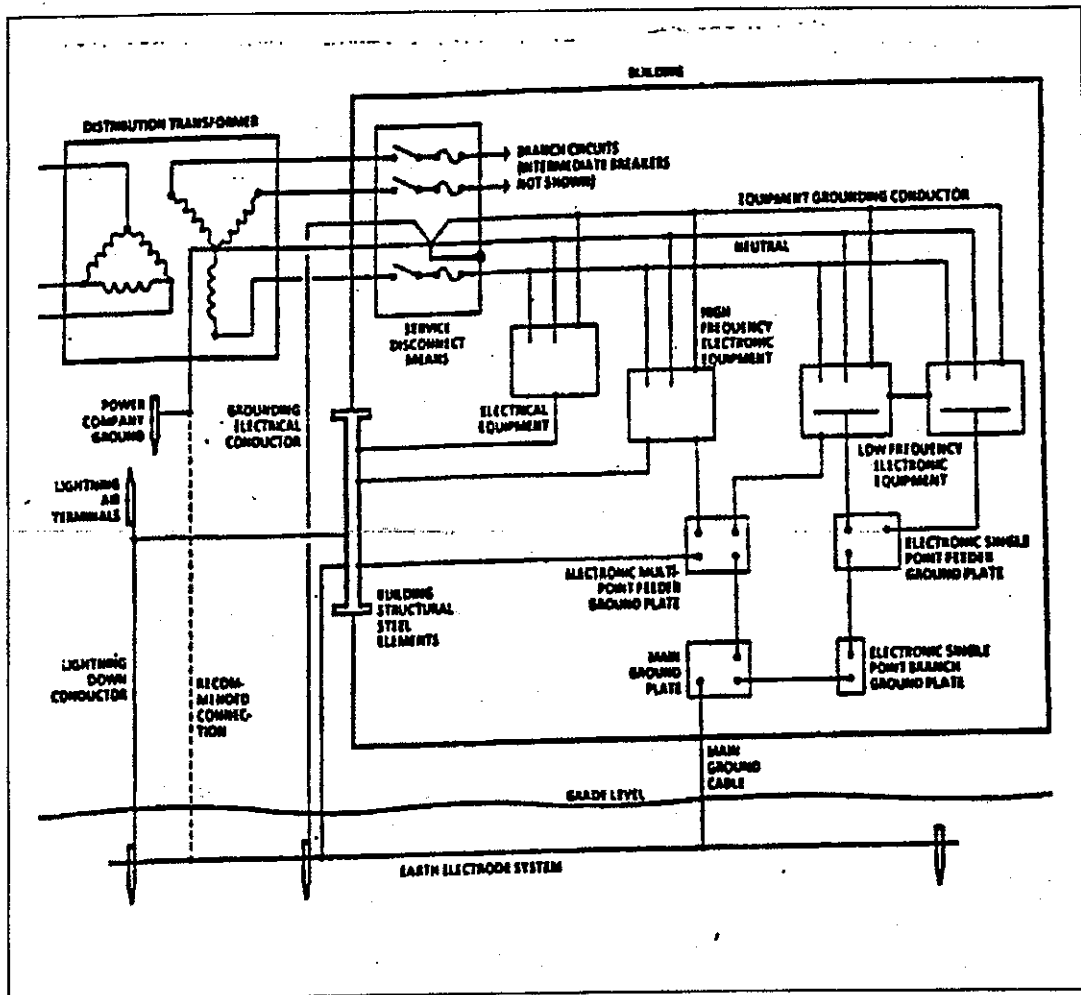 BUILDING
DISTRIBUTION TRANSFORMER
BRANCH CIRCUITS
(INTERMEDIATE BREAKERS
NOT SHOWN)
EQUIPMENT GROUNDING CONDUCTOR
NEUTRAL
SERVICE
DISCONNECT
MEANS
HIGH
FREQUENCY
ELECTRONIC
EQUIPMENT
POWER
COMPANY
GROUND
GROUNDING
ELECTRICAL
CONDUCTOR
ELECTRICAL
EQUIPMENT
LOW FREQUENCY
ELECTRONIC
EQUIPMENT
LIGHTNING
AIR
TERMINALS
ELECTRONIC SINGLE
POINT FEEDER
GROUND PLATE
ELECTRONIC MULTI-
POINT FEEDER
GROUND PLATE
BUILDING
STRUCTURAL
STEEL
ELEMENTS
LIGHTNING
DOWN
CONDUCTOR
RECOM-
MENDED
CONNEC-
TION
MAIN
GROUND
PLATE
ELECTRONIC SINGLE
POINT BRANCH
GROUND PLATE
MAIN
GROUND
CABLE
GRADE LEVEL
EARTH ELECTRODE SYSTEM